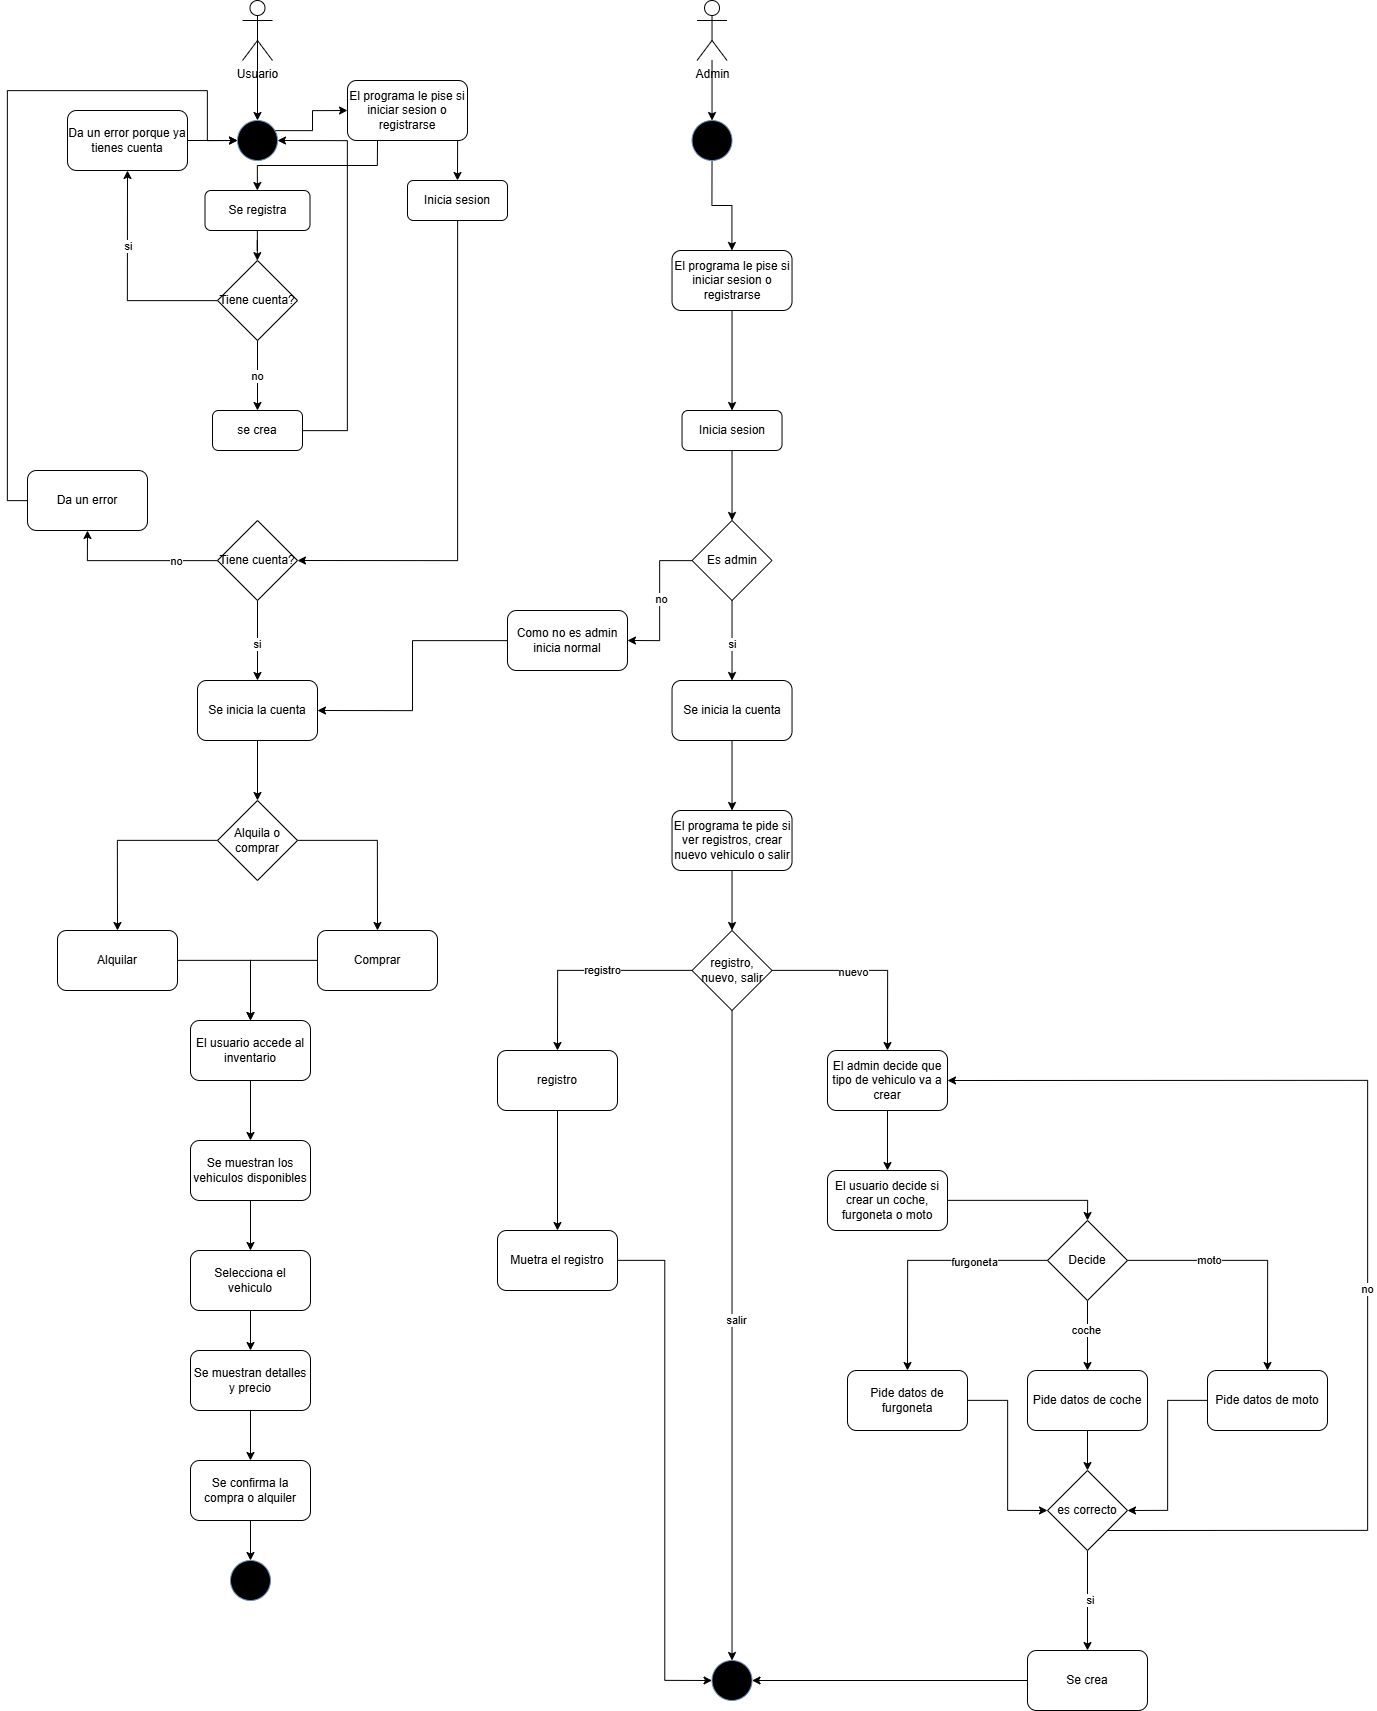 Usuario
Admin
El programa le pise si
iniciar sesion o
registrarse
Da un error porque ya
tienes cuenta
Se registra
Inicia sesion
si
Tiene cuenta?
no
se crea
Da un error
Tiene cuenta?
no
si
El programa le pise si
iniciar sesion o
registrarse
Inicia sesion
Es admin
no
si
Como no es admin
inicia normal
Se inicia la cuenta
Se inicia la cuenta
Alquila o
comprar
El programa te pide si
ver registros, crear
nuevo vehiculo o salir
Alquilar
Comprar
registro
registro,
nuevo, salir
nuevo
El usuario accede al
inventario
registro
El admin decide que
tipo de vehiculo va a
crear
Se muestran los
vehiculos disponibles
El usuario decide si
crear un coche,
furgoneta o moto
Selecciona el
vehiculo
Muetra el registro
furgoneta
Decide
moto
no
salir
coche
Se muestran detalles
y precio
Pide datos de
furgoneta
Pide datos de coche
Pide datos de moto
Se confirma la
compra o alquiler
es correcto
si
Se crea